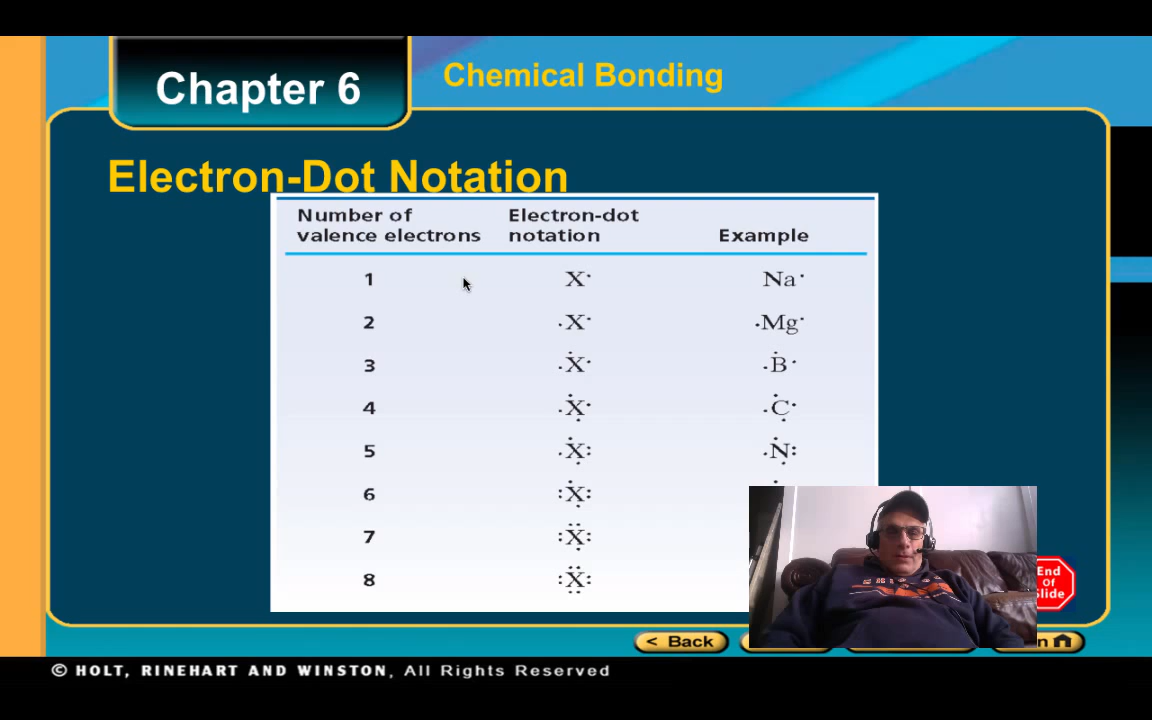 Chapter 6
Chemical Bonding
Electron-Dot Notation
Number of valence electrons
Electron-dot notation
Example
1 X· Na·
2 ·X· ·Mg·
3 ·Ẋ· ·Ḃ·
4 ·Ẋ̣· ·Ċ̣·
5 ·Ẋ̣: ·Ṇ̇:
6 :Ẋ̣:
7 :Ẍ̣:
8 :Ẍ̤:
End
Of
Slide
< Back
© HOLT, RINEHART AND WINSTON, All Rights Reserved